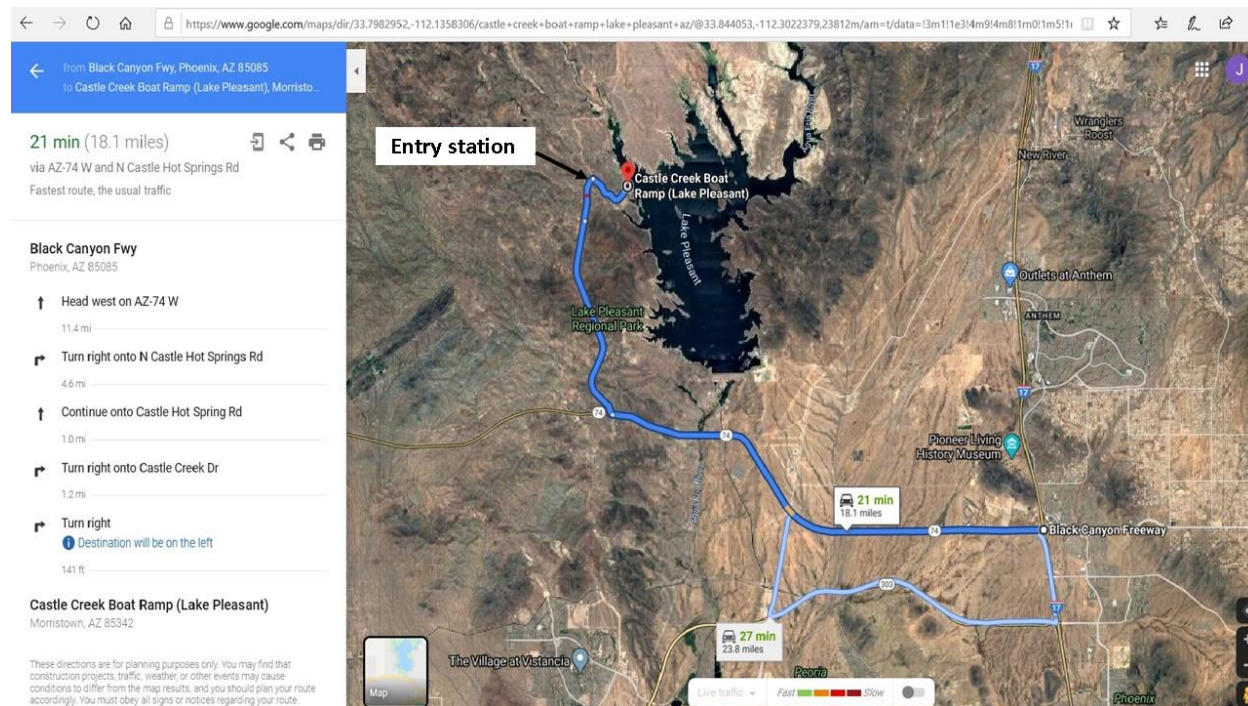 https://www.google.com/maps/dir/33.7982952,-112.1358306/castle+creek+boat+ramp+lake+pleasant+az/@33.844053,-112.3022379,23812m/am=t/data=!3m1!1e3!4m9!4m8!1m0!1m5!1
from Black Canyon Fwy, Phoenix, AZ 85085
to Castle Creek Boat Ramp (Lake Pleasant), Morristo...
21 min (18.1 miles)
via AZ-74 W and N Castle Hot Springs Rd
Fastest route, the usual traffic
Black Canyon Fwy
Phoenix, AZ 85085
Head west on AZ-74 W
11.4 mi
Turn right onto N Castle Hot Springs Rd
4.6 mi
Continue onto Castle Hot Spring Rd
1.0 mi
Turn right onto Castle Creek Dr
1.2 mi
Turn right
Destination will be on the left
141 ft
Castle Creek Boat Ramp (Lake Pleasant)
Morristown, AZ 85342
These directions are for planning purposes only. You may find that
construction projects, traffic, weather, or other events may cause
conditions to differ from the map results, and you should plan your route
accordingly. You must obey all signs or notices regarding your route.
J
17
Wranglers
Roost
New River
Entry station
Castle Creek Boat
Ramp (Lake Pleasant)
Lake Pleasant
Outlets at Anthem
Lake Pleasant
Regional Park
ANTHEM
17
74
74
Pioneer Living
History Museum
21 min
18.1 miles
74
Black Canyon Freeway
303
17
27 min
23.8 miles
The Village at Vistancia
Peoria
Map
Live traffic
Fast
Slow
Phoenix